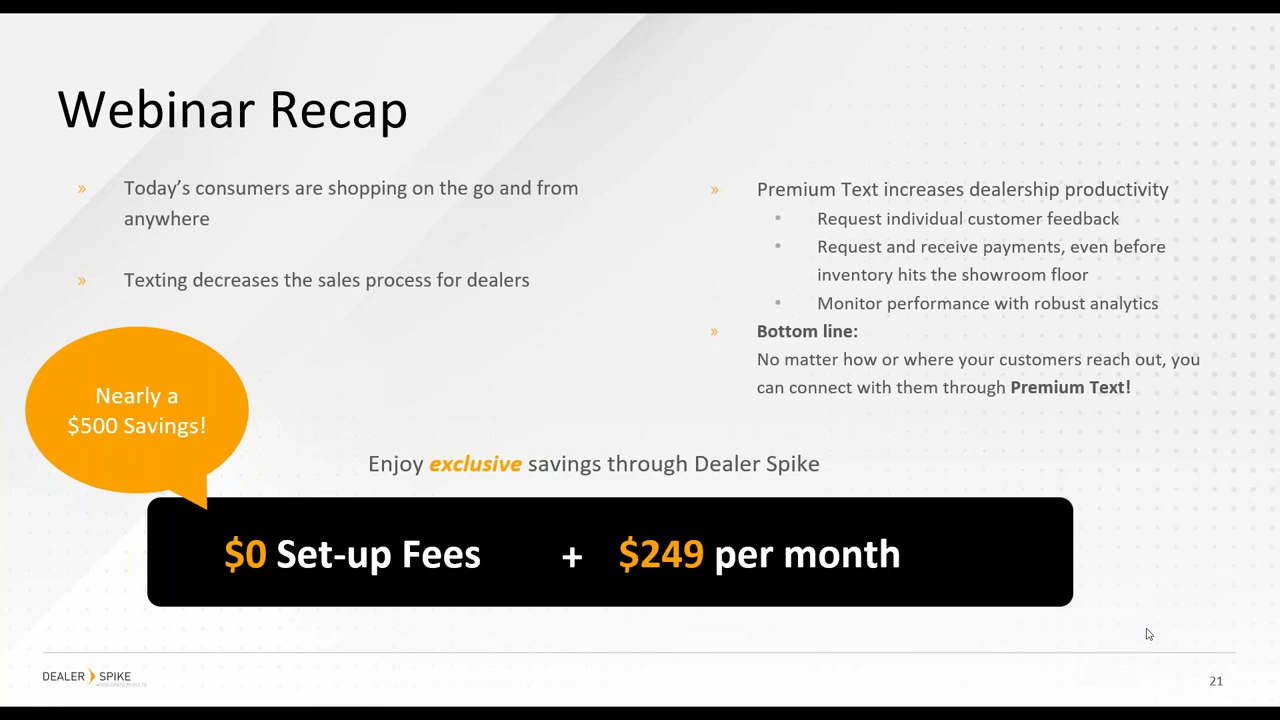 Webinar Recap
» Today’s consumers are shopping on the go and from
anywhere
» Texting decreases the sales process for dealers
» Premium Text increases dealership productivity
• Request individual customer feedback
• Request and receive payments, even before
inventory hits the showroom floor
• Monitor performance with robust analytics
» Bottom line:
No matter how or where your customers reach out, you
can connect with them through Premium Text!
Nearly a
$500 Savings!
Enjoy exclusive savings through Dealer Spike
$0 Set-up Fees + $249 per month
DEALER SPIKE
21